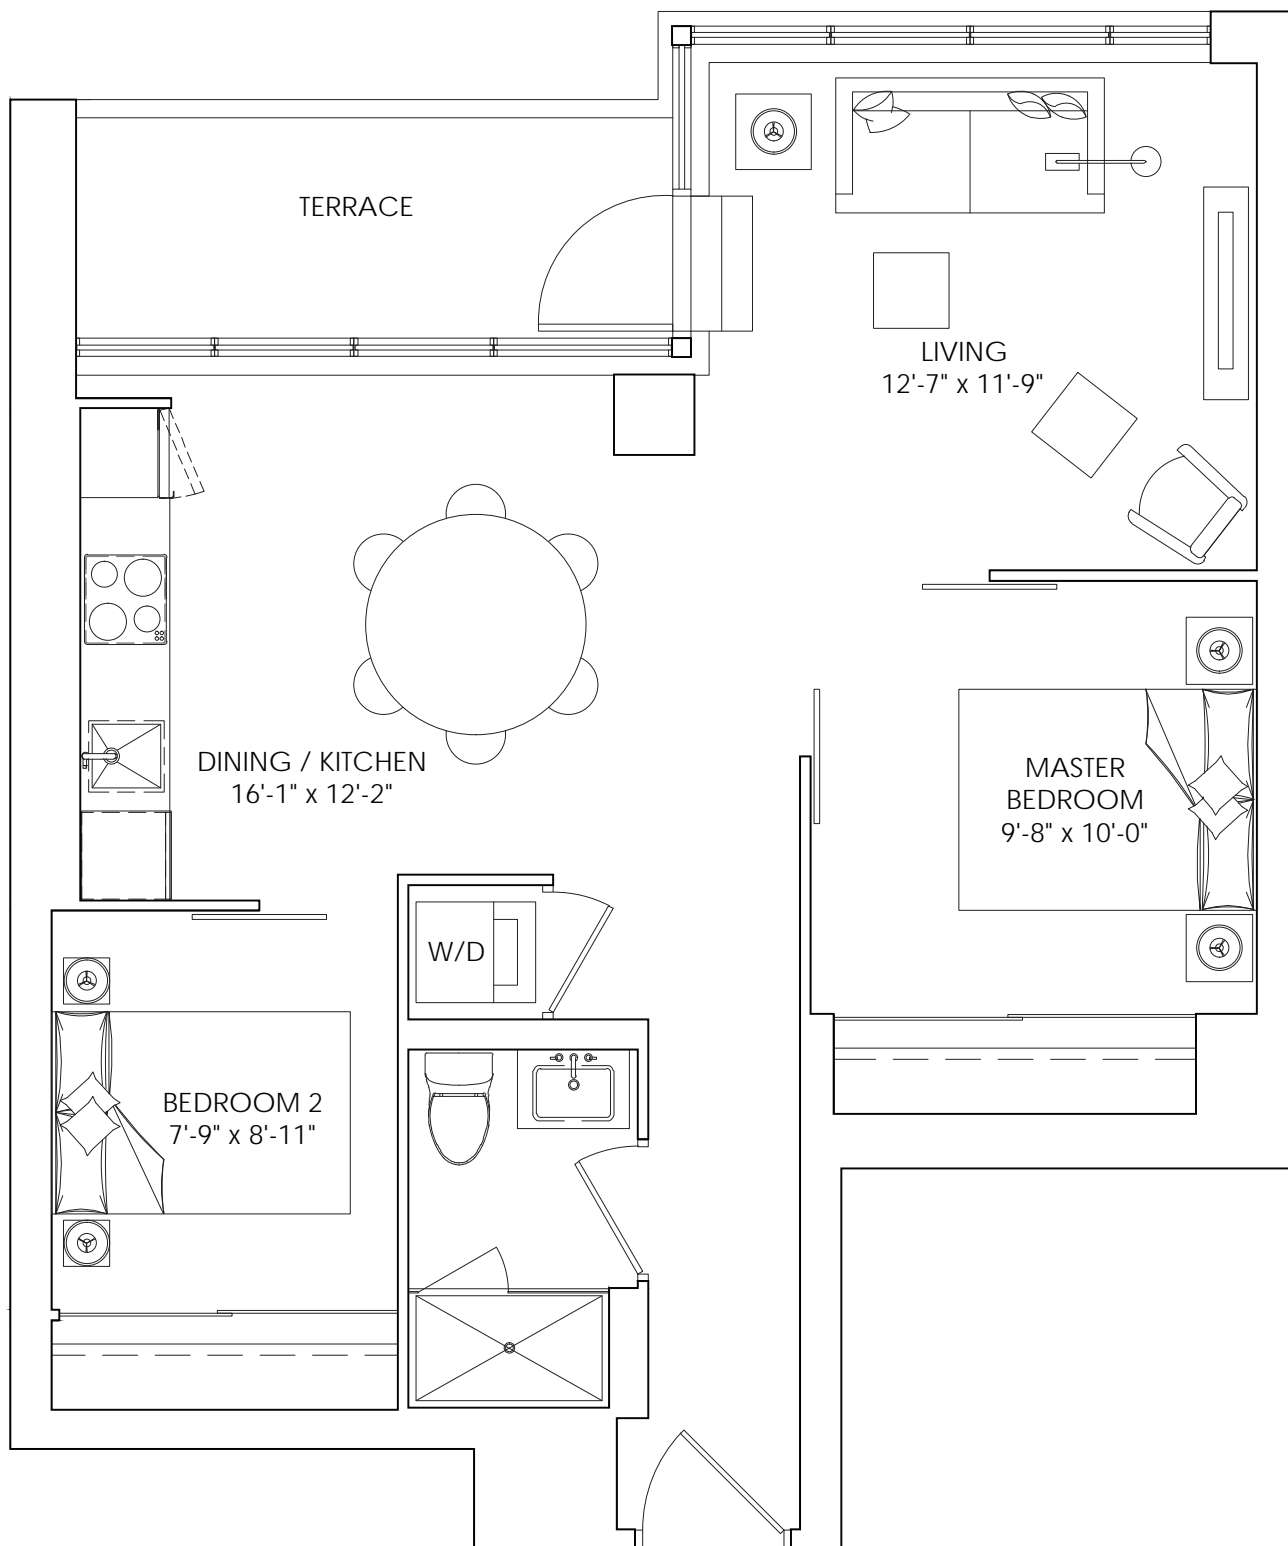 TERRACE
LIVING
12'-7" x 11'-9"
DINING / KITCHEN
16'-1" x 12'-2"
MASTER
BEDROOM
9'-8" x 10'-0"
W/D
BEDROOM 2
7'-9" x 8'-11"